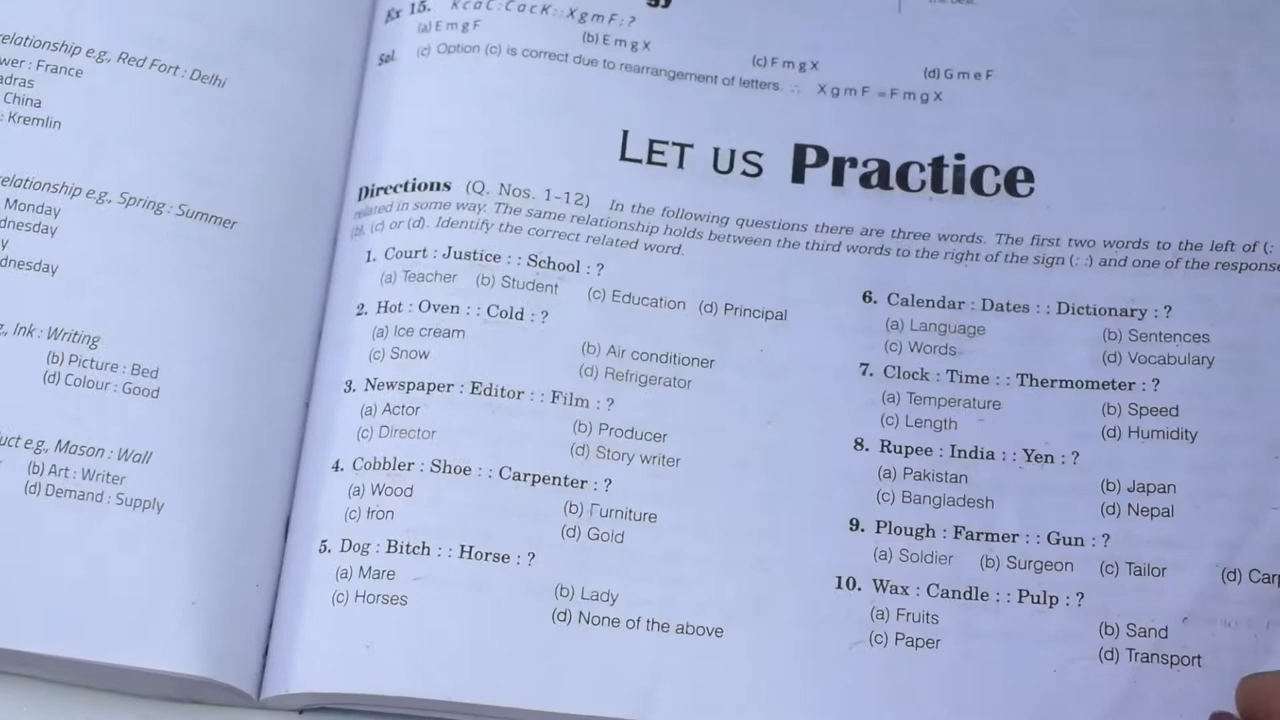 relationship e.g., Red Fort : Delhi
wer : France
adras
China
: Kremlin
relationship e.g., Spring : Summer
Monday
dnesday
y
dnesday
., Ink : Writing
(b) Picture : Bed
(d) Colour : Good
uct e.g., Mason : Wall
(b) Art : Writer
(d) Demand : Supply
Ex 15. KcaC : CacK : : XgmF : ?
(a) E m g F (b) E m g X (c) F m g X (d) G m e F
Sol. (c) Option (c) is correct due to rearrangement of letters. ∴ X g m F = F m g X
LET US Practice
Directions (Q. Nos. 1-12) In the following questions there are three words. The first two words to the left of (:
related in some way. The same relationship holds between the third words to the right of the sign (: :) and one of the response
(b), (c) or (d). Identify the correct related word.
1. Court : Justice : : School : ?
(a) Teacher (b) Student (c) Education (d) Principal
2. Hot : Oven : : Cold : ?
(a) Ice cream (b) Air conditioner
(c) Snow (d) Refrigerator
3. Newspaper : Editor : : Film : ?
(a) Actor (b) Producer
(c) Director (d) Story writer
4. Cobbler : Shoe : : Carpenter : ?
(a) Wood (b) Furniture
(c) Iron (d) Gold
5. Dog : Bitch : : Horse : ?
(a) Mare (b) Lady
(c) Horses (d) None of the above
6. Calendar : Dates : : Dictionary : ?
(a) Language (b) Sentences
(c) Words (d) Vocabulary
7. Clock : Time : : Thermometer : ?
(a) Temperature (b) Speed
(c) Length (d) Humidity
8. Rupee : India : : Yen : ?
(a) Pakistan (b) Japan
(c) Bangladesh (d) Nepal
9. Plough : Farmer : : Gun : ?
(a) Soldier (b) Surgeon (c) Tailor (d) Carp
10. Wax : Candle : : Pulp : ?
(a) Fruits (b) Sand
(c) Paper (d) Transport